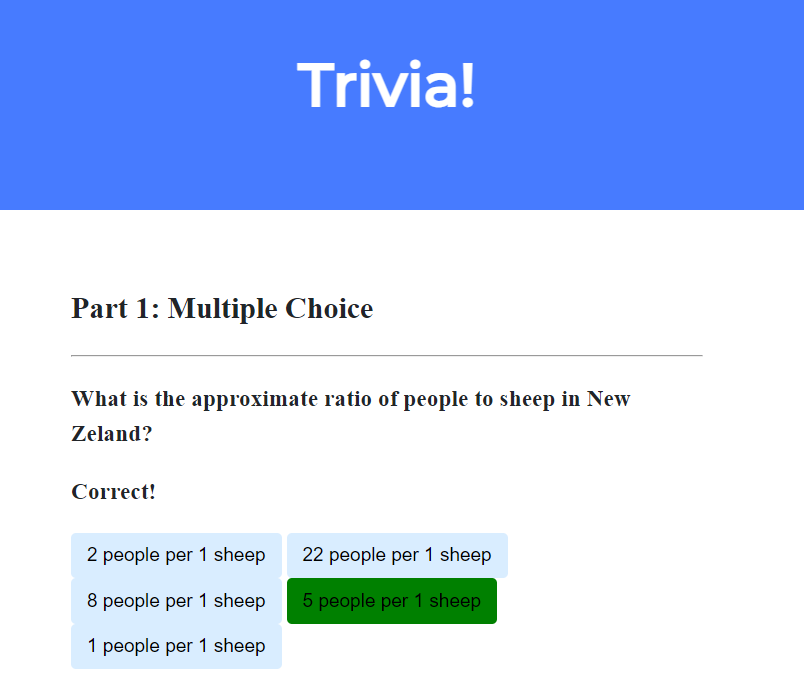 Trivia!
Part 1: Multiple Choice
What is the approximate ratio of people to sheep in New
Zeland?
Correct!
2 people per 1 sheep
22 people per 1 sheep
8 people per 1 sheep
5 people per 1 sheep
1 people per 1 sheep